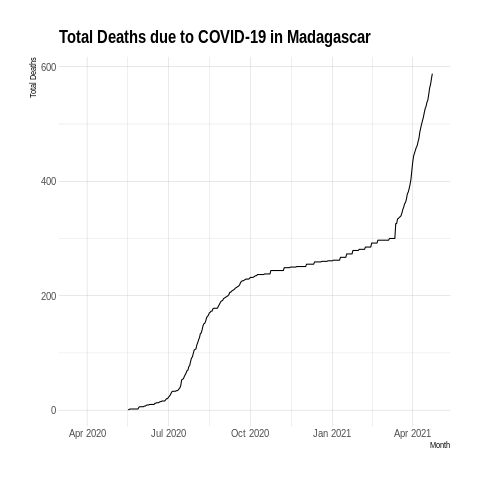 Total Deaths due to COVID-19 in Madagascar
Total Deaths
600
400
200
0
Apr 2020 Jul 2020 Oct 2020 Jan 2021 Apr 2021
Month